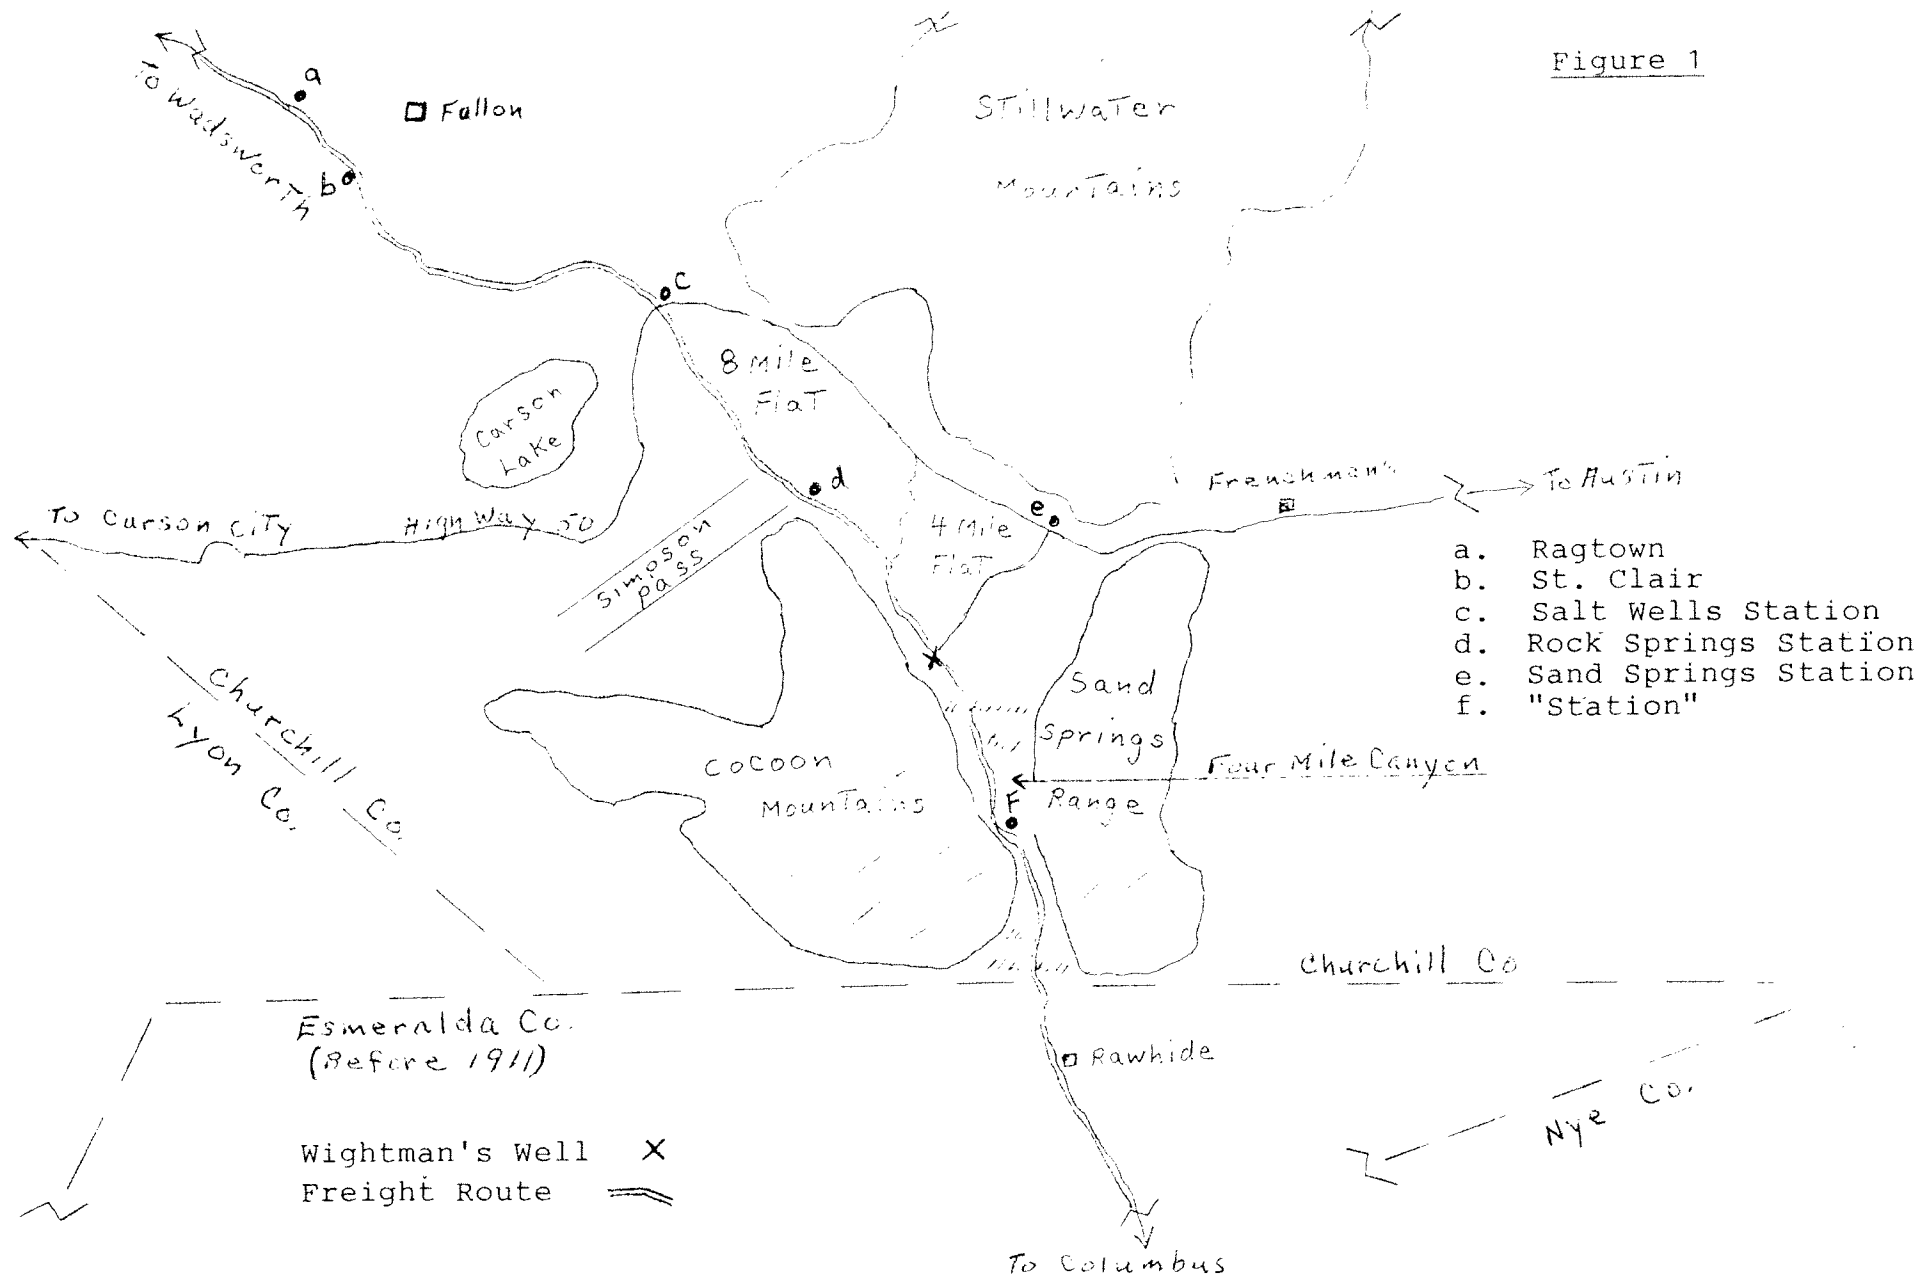 Figure 1
a
Fallon
To Wadsworth
b
Stillwater
Mountains
c
8 Mile
Flat
Carson
Lake
d
Frenchman's
To Austin
e
To Carson City
Highway 50
4 Mile
Flat
Simpson
pass
a. Ragtown
b. St. Clair
c. Salt Wells Station
d. Rock Springs Station
e. Sand Springs Station
f. "Station"
Churchill Co.
Lyon Co.
Sand
Springs
Range
Cocoon
Mountains
Four Mile Canyon
F
Churchill Co
Esmeralda Co.
(Before 1911)
Rawhide
Nye Co.
Wightman's Well X
Freight Route
To Columbus